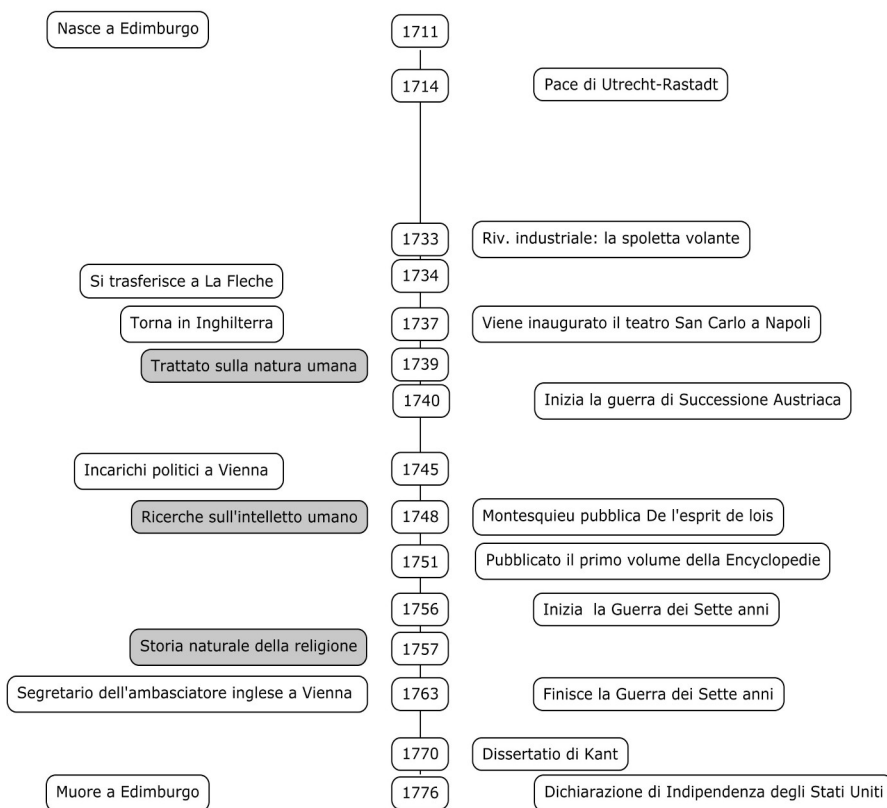 Nasce a Edimburgo 1711
1714 Pace di Utrecht-Rastadt
1733 Riv. industriale: la spoletta volante
Si trasferisce a La Fleche 1734
Torna in Inghilterra 1737 Viene inaugurato il teatro San Carlo a Napoli
Trattato sulla natura umana 1739
1740 Inizia la guerra di Successione Austriaca
Incarichi politici a Vienna 1745
Ricerche sull'intelletto umano 1748 Montesquieu pubblica De l'esprit de lois
1751 Pubblicato il primo volume della Encyclopedie
1756 Inizia la Guerra dei Sette anni
Storia naturale della religione 1757
Segretario dell'ambasciatore inglese a Vienna 1763 Finisce la Guerra dei Sette anni
1770 Dissertatio di Kant
Muore a Edimburgo 1776 Dichiarazione di Indipendenza degli Stati Uniti